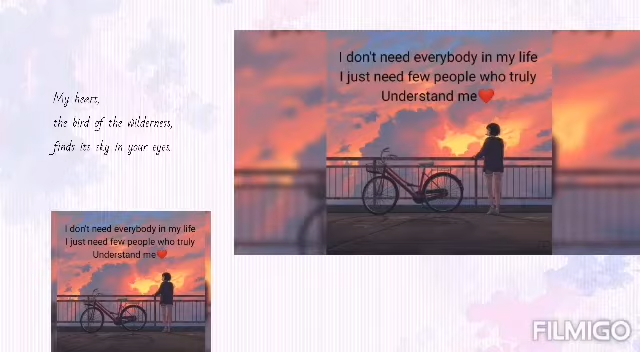 My heart,
the bird of the wilderness,
finds its sky in your eyes.
I don't need everybody in my life
I just need few people who truly
Understand me❤️
I don't need everybody in my life
I just need few people who truly
Understand me❤️
FILMIGO